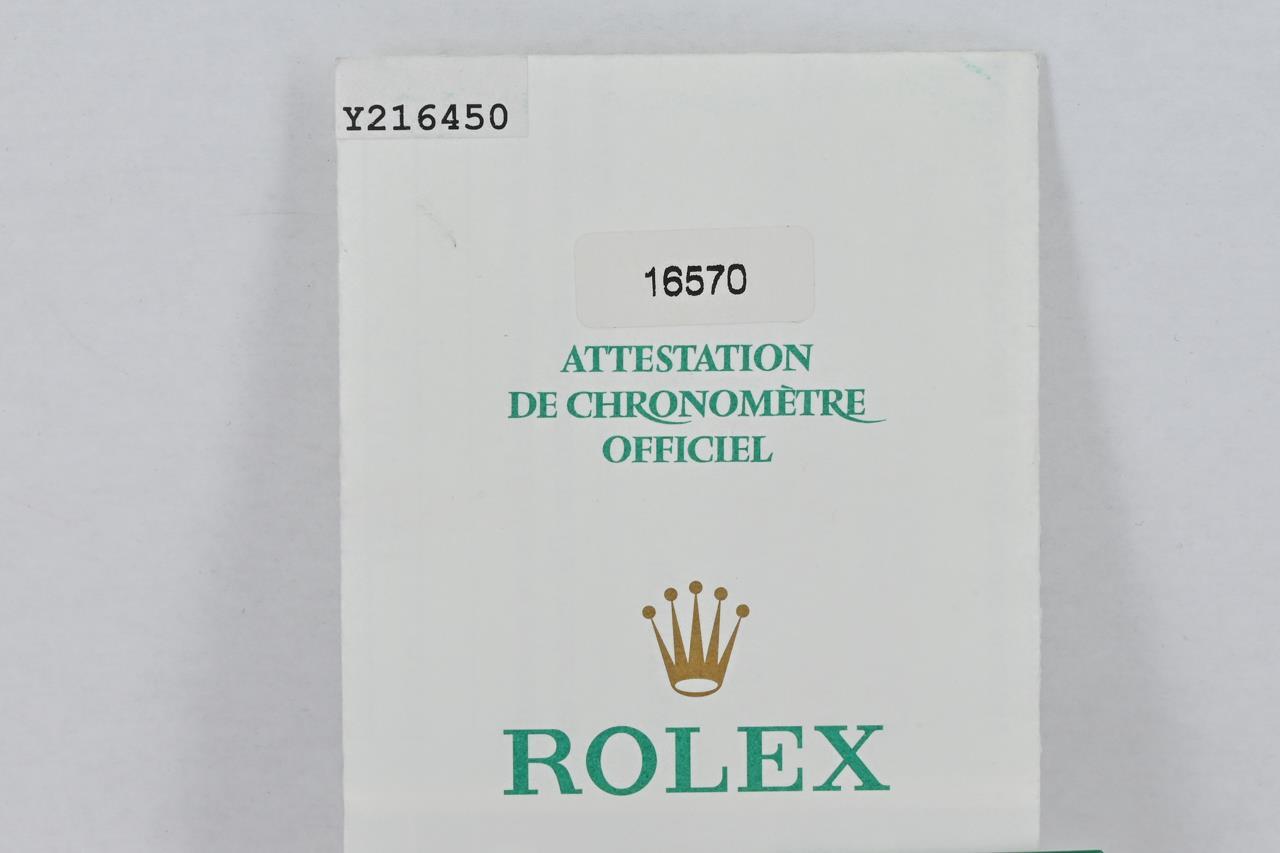 Y216450
16570
ATTESTATION
DE CHRONOMÈTRE
OFFICIEL
ROLEX